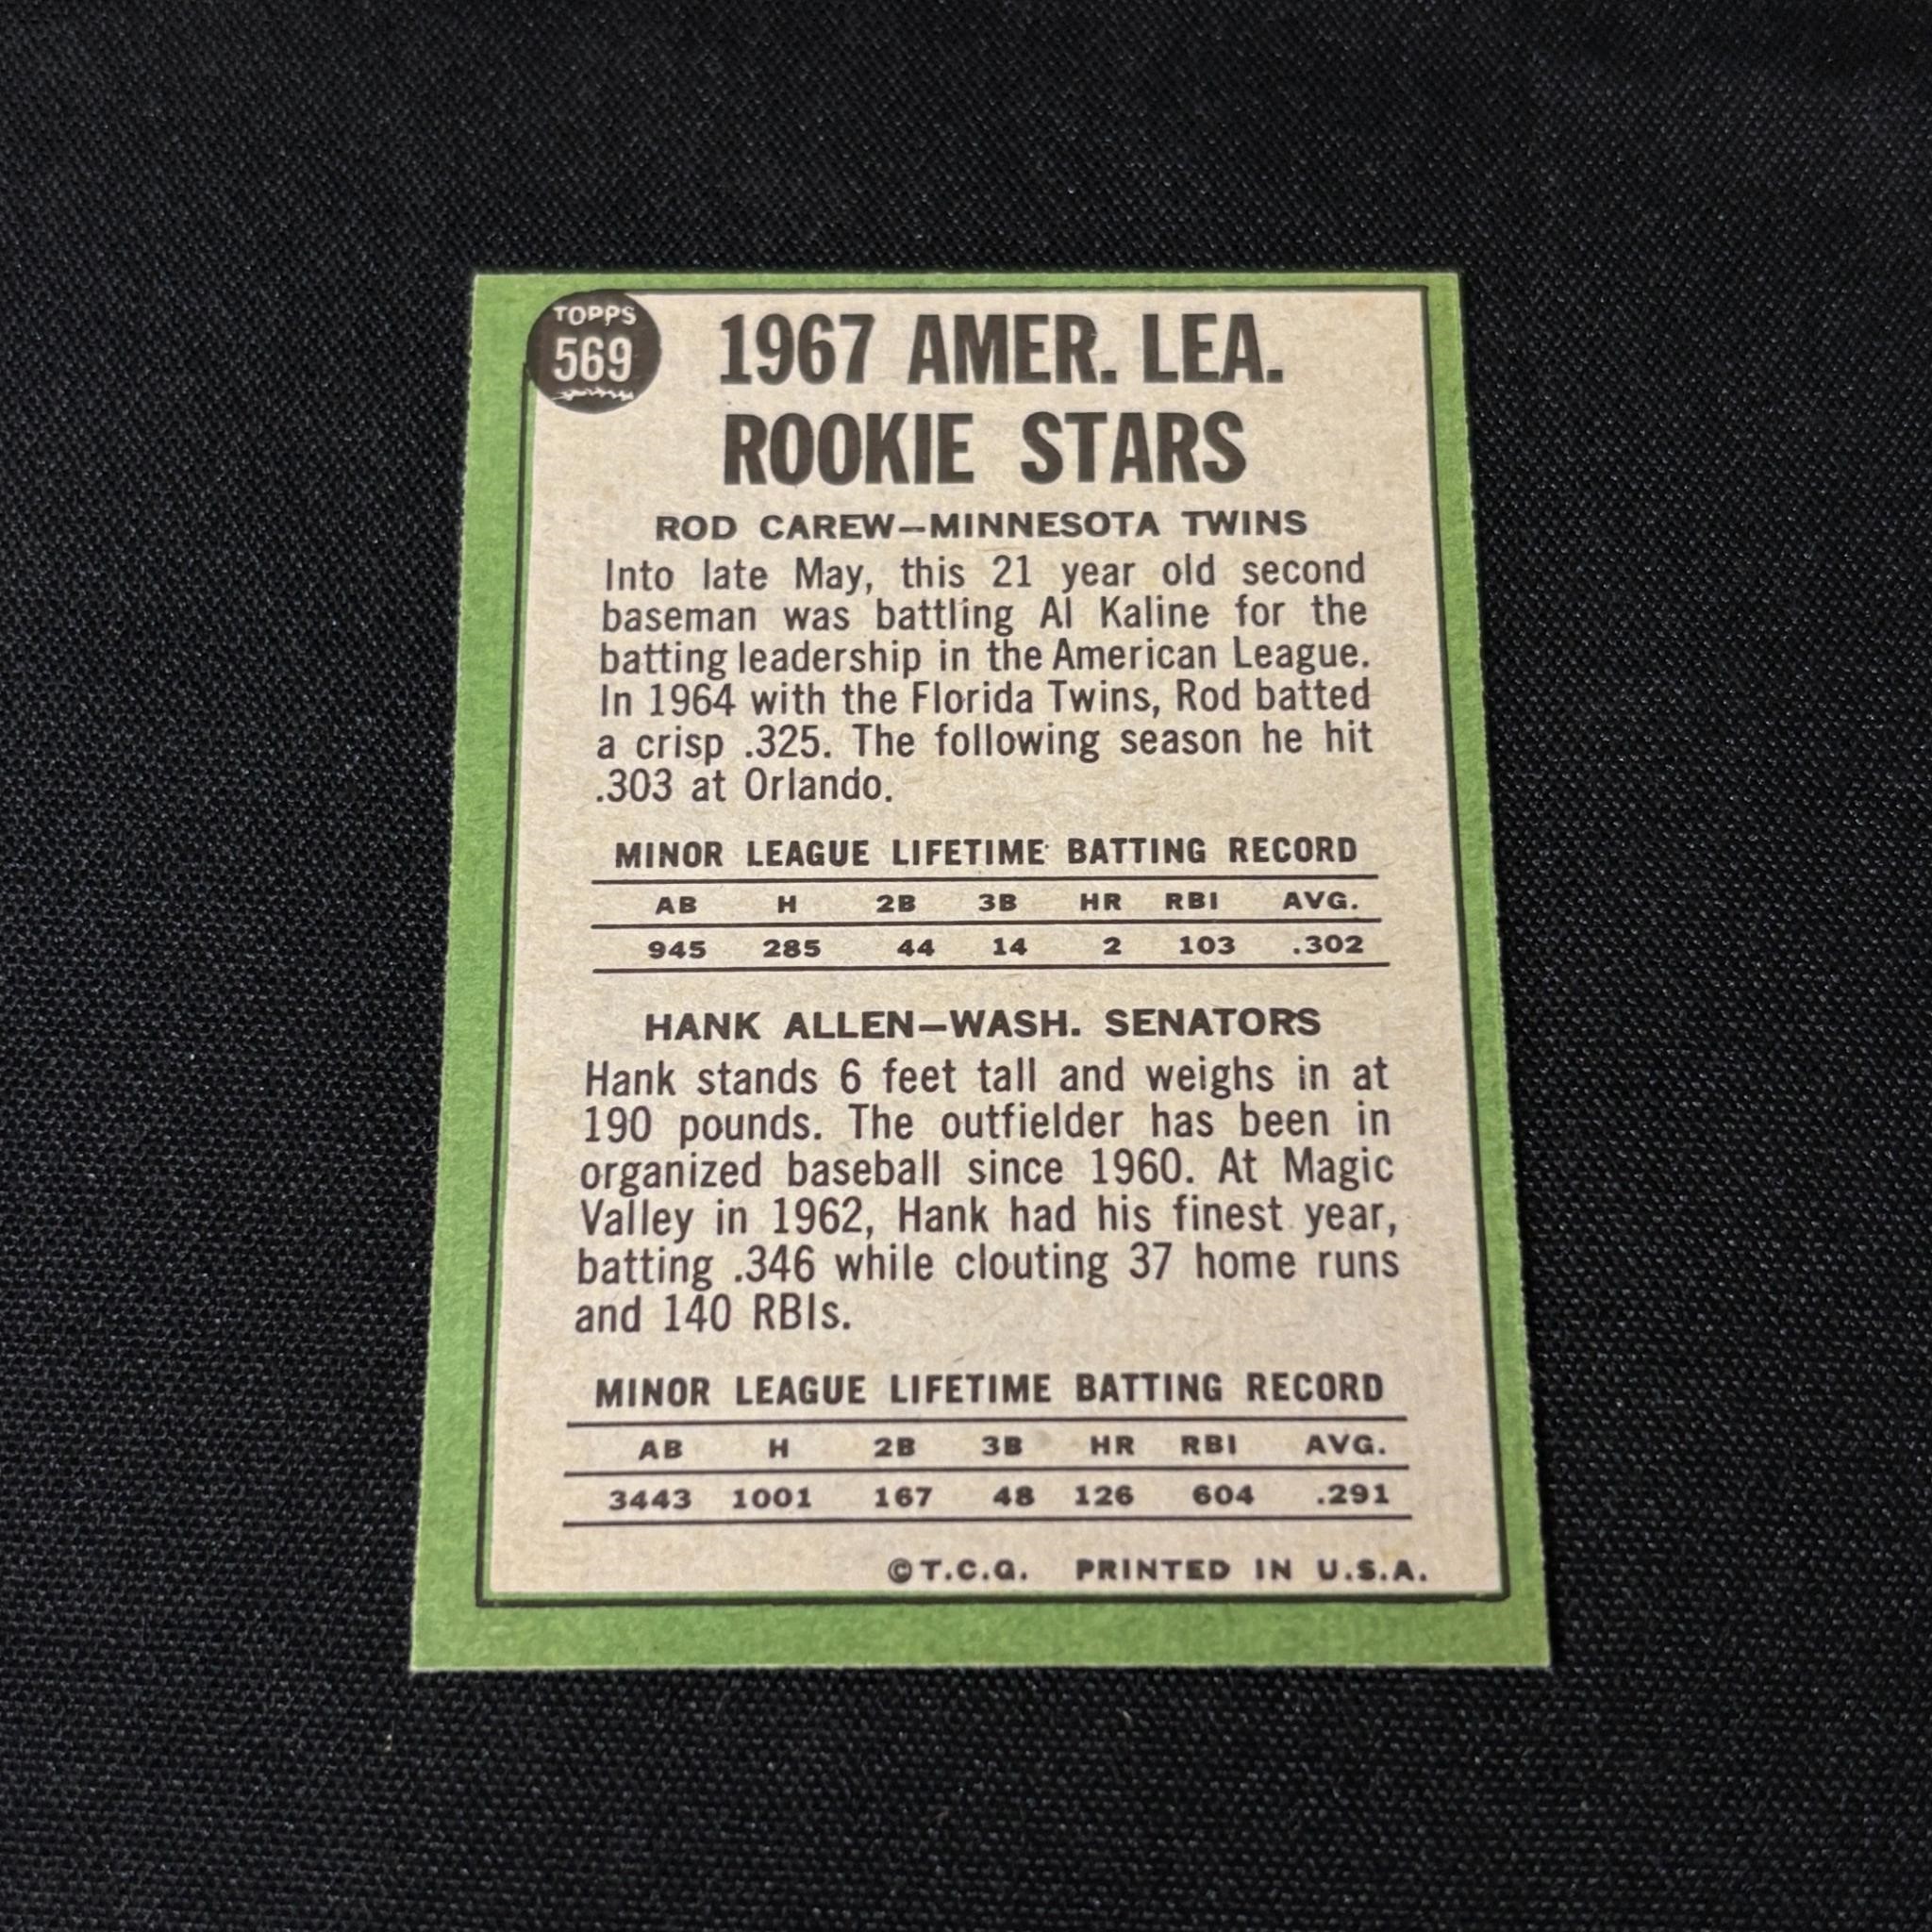 TOPPS
569
1967 AMER. LEA.
ROOKIE STARS
ROD CAREW—MINNESOTA TWINS
Into late May, this 21 year old second
baseman was battling Al Kaline for the
batting leadership in the American League.
In 1964 with the Florida Twins, Rod batted
a crisp .325. The following season he hit
.303 at Orlando.
MINOR LEAGUE LIFETIME BATTING RECORD
AB H 2B 3B HR RBI AVG.
945 285 44 14 2 103 .302
HANK ALLEN—WASH. SENATORS
Hank stands 6 feet tall and weighs in at
190 pounds. The outfielder has been in
organized baseball since 1960. At Magic
Valley in 1962, Hank had his finest year,
batting .346 while clouting 37 home runs
and 140 RBIs.
MINOR LEAGUE LIFETIME BATTING RECORD
AB H 2B 3B HR RBI AVG.
3443 1001 167 48 126 604 .291
©T.C.G. PRINTED IN U.S.A.